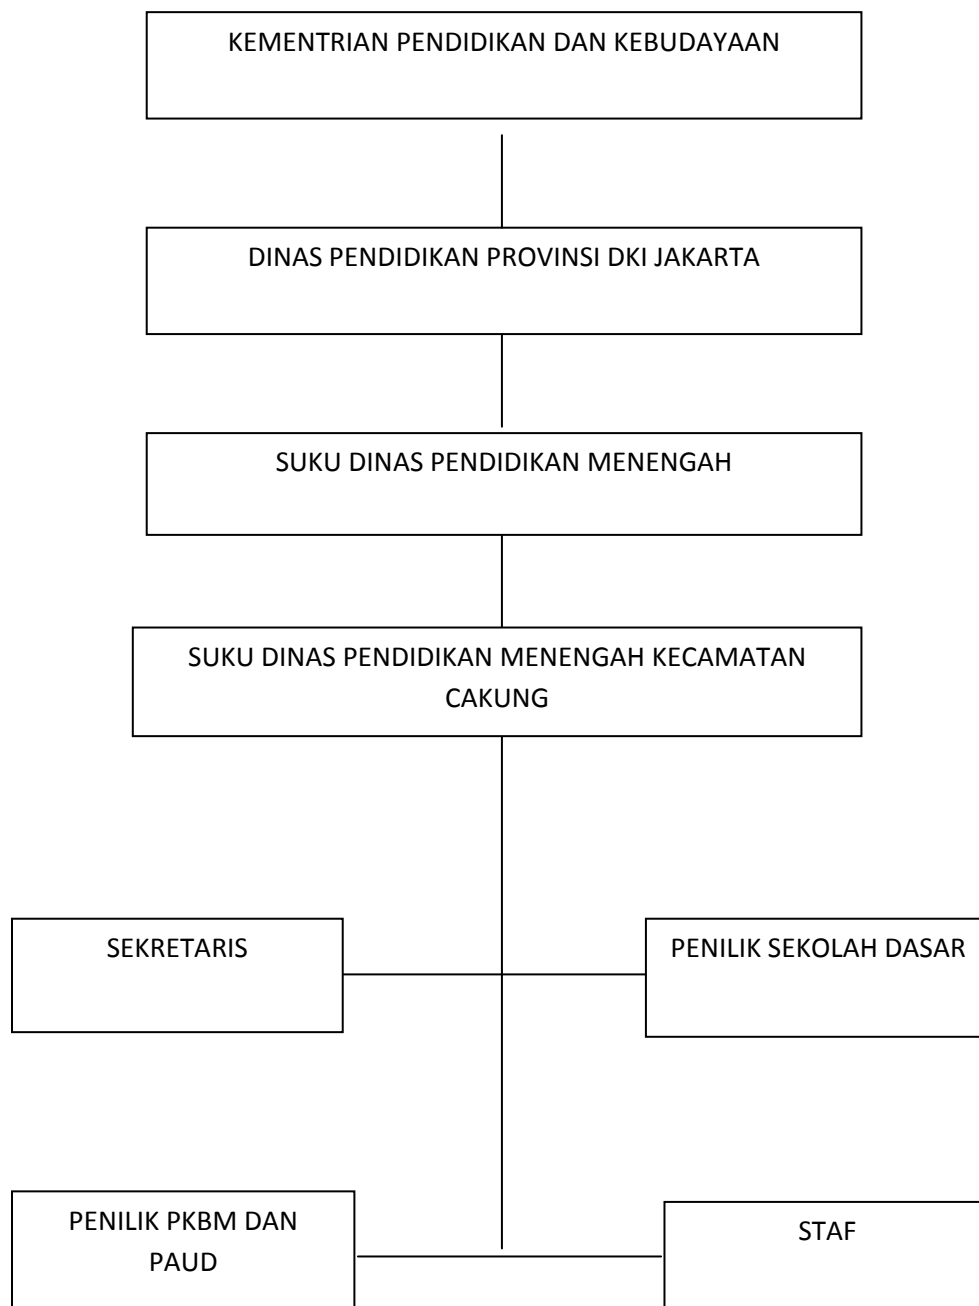 KEMENTRIAN PENDIDIKAN DAN KEBUDAYAAN
DINAS PENDIDIKAN PROVINSI DKI JAKARTA
SUKU DINAS PENDIDIKAN MENENGAH
SUKU DINAS PENDIDIKAN MENENGAH KECAMATAN
CAKUNG
SEKRETARIS
PENILIK SEKOLAH DASAR
PENILIK PKBM DAN
PAUD
STAF